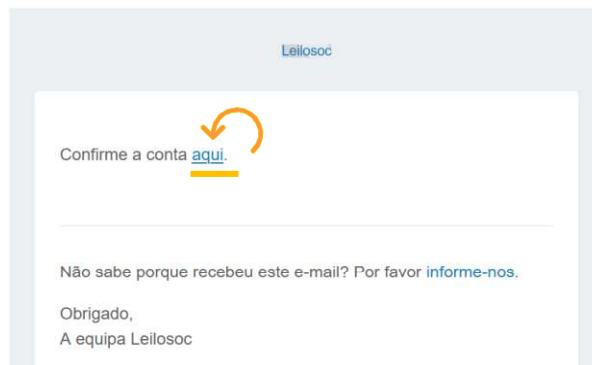 Leilosoc
Confirme a conta aqui.
Não sabe porque recebeu este e-mail? Por favor informe-nos.
Obrigado,
A equipa Leilosoc